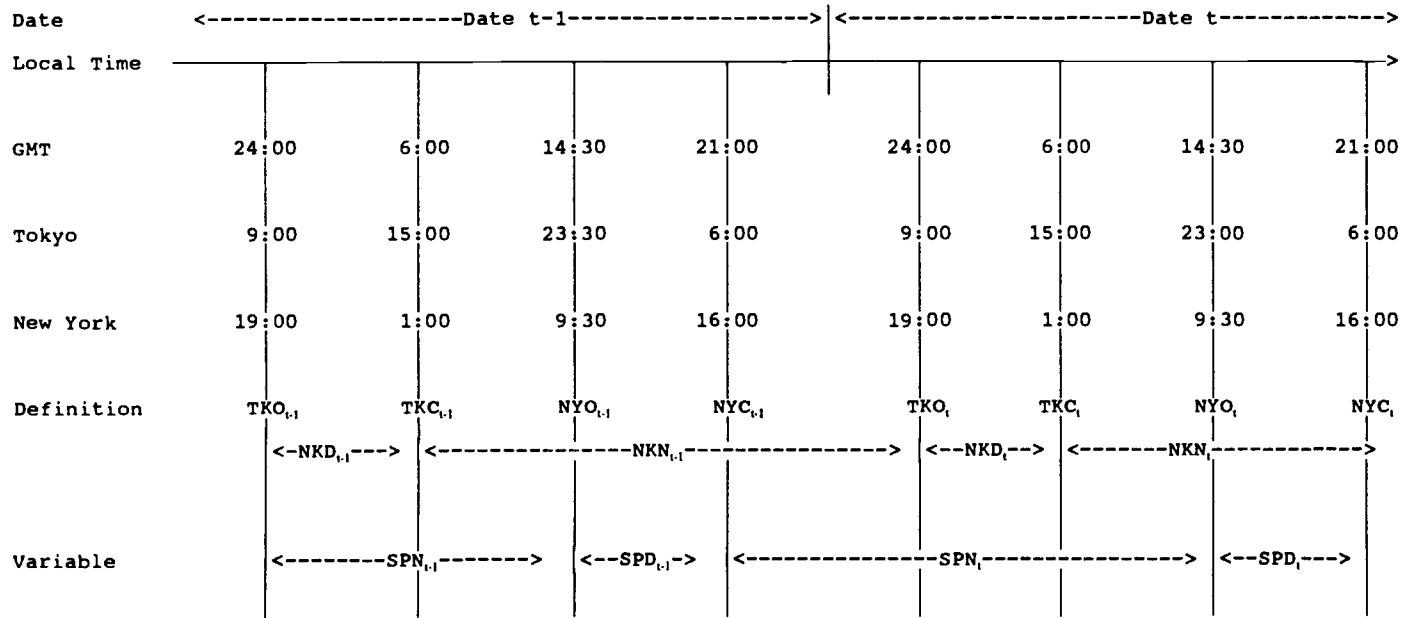 Date <---------------------Date t-1--------------------> <-----------------------Date t------------->
Local Time >
GMT 24:00 6:00 14:30 21:00 24:00 6:00 14:30 21:00
Tokyo 9:00 15:00 23:30 6:00 9:00 15:00 23:00 6:00
New York 19:00 1:00 9:30 16:00 19:00 1:00 9:30 16:00
Definition TKOt-1 TKCt-1 NYOt-1 NYCt-1 TKOt TKCt NYOt NYCt
<-NKDt-1----> <-----------------NKNt-1------------------> <--NKDt---> <-------NKNt-------------->
Variable <---------SPNt-1--------> <--SPDt-1-> <-----------------SPNt----------------> <--SPDt--->